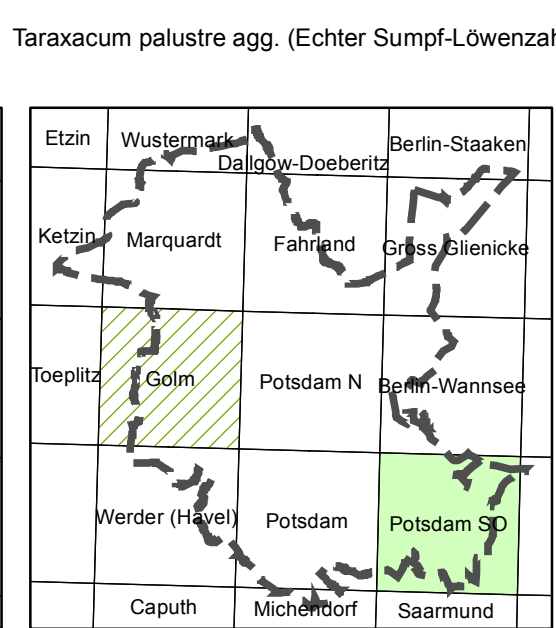 Taraxacum palustre agg. (Echter Sumpf-Löwenzah
Etzin Wustermark Berlin-Staaken
Dallgow-Doeberitz
Ketzin Marquardt Fahrland Gross Glienicke
Toeplitz Golm Potsdam N Berlin-Wannsee
Werder (Havel) Potsdam Potsdam SO
Caputh Michendorf Saarmund